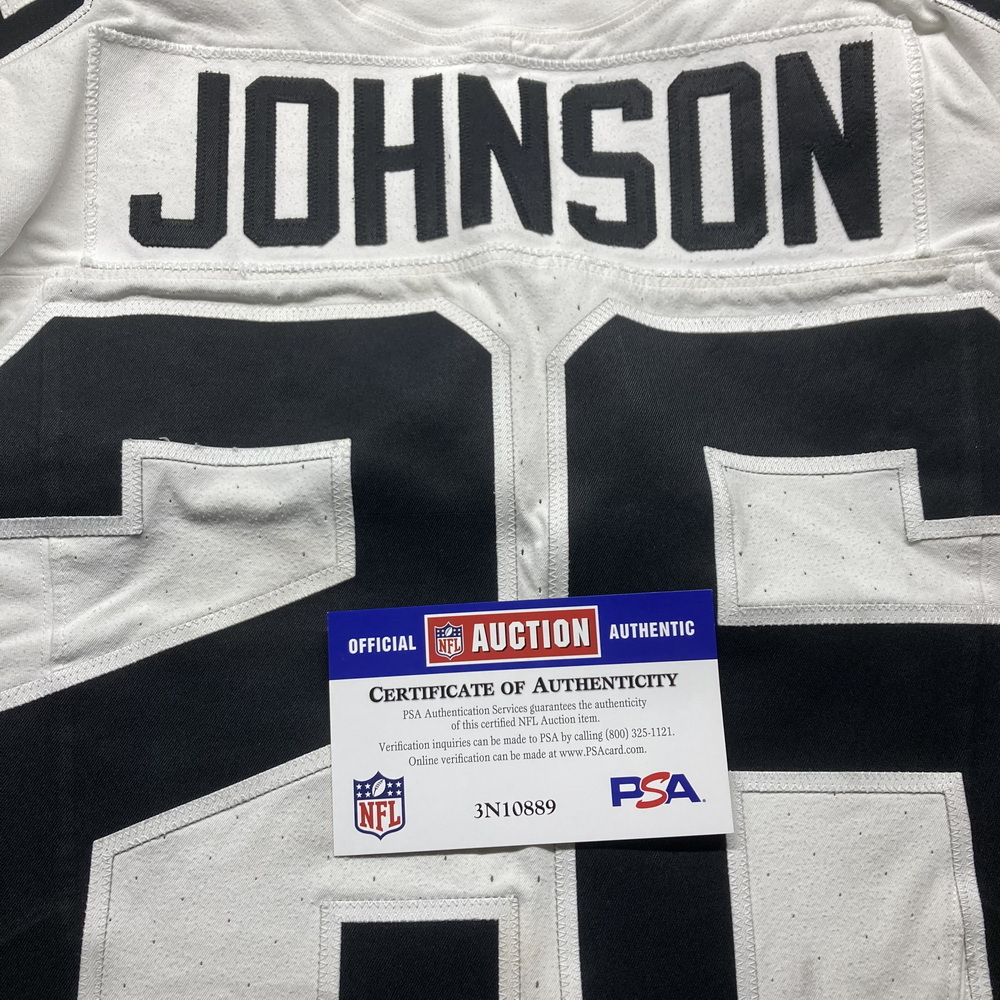 JOHNSON
26
OFFICIAL NFL AUCTION AUTHENTIC
CERTIFICATE OF AUTHENTICITY
PSA Authentication Services guarantees the authenticity
of this certified NFL Auction item.
Verification inquiries can be made to PSA by calling (800) 325-1121.
Online verification can be made at www.PSAcard.com.
NFL 3N10889 PSA